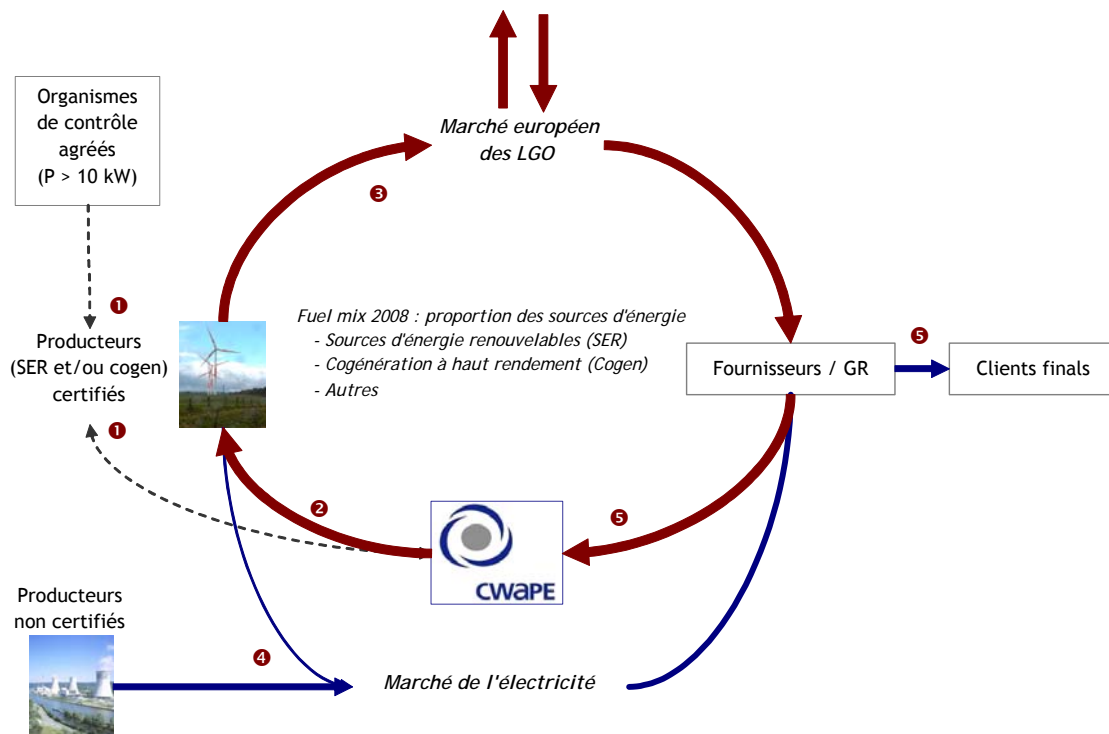 Marché européen
des LGO
Organismes
de contrôle
agréés
(P > 10 kW)
❸
❶
Producteurs
(SER et/ou cogen)
certifiés
❶
Fuel mix 2008 : proportion des sources d'énergie
- Sources d'énergie renouvelables (SER)
- Cogénération à haut rendement (Cogen)
- Autres
Fournisseurs / GR
❺
Clients finals
❷
❺
CWAPE
Producteurs
non certifiés
❹
Marché de l'électricité